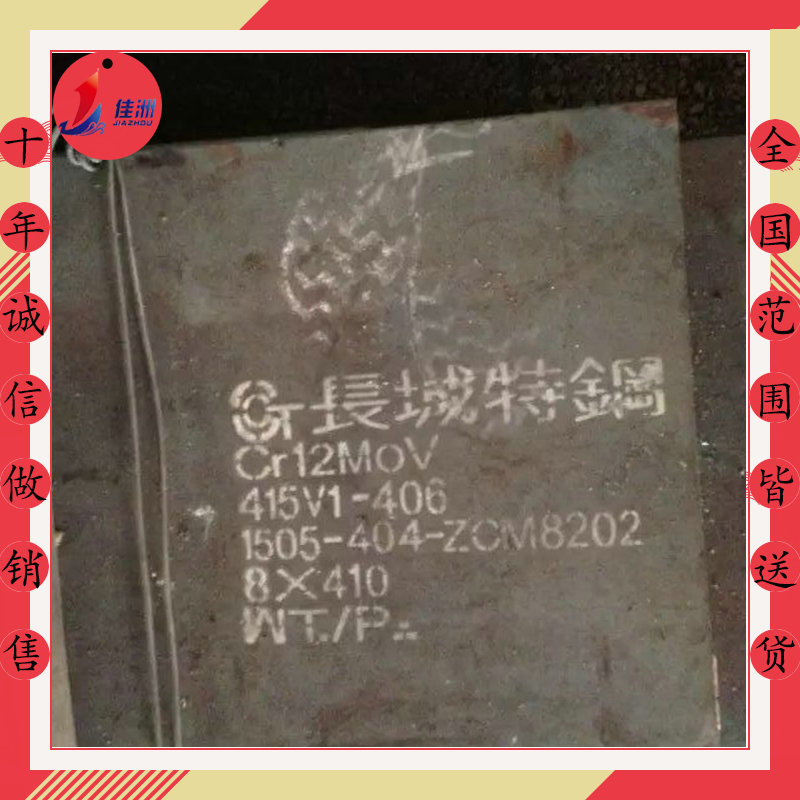 佳洲
JIAZHOU
十年诚信做销售
全国范围皆送货
長城特鋼
Cr12MoV
415V1-406
1505-404-ZCM8202
8×410
WT./P